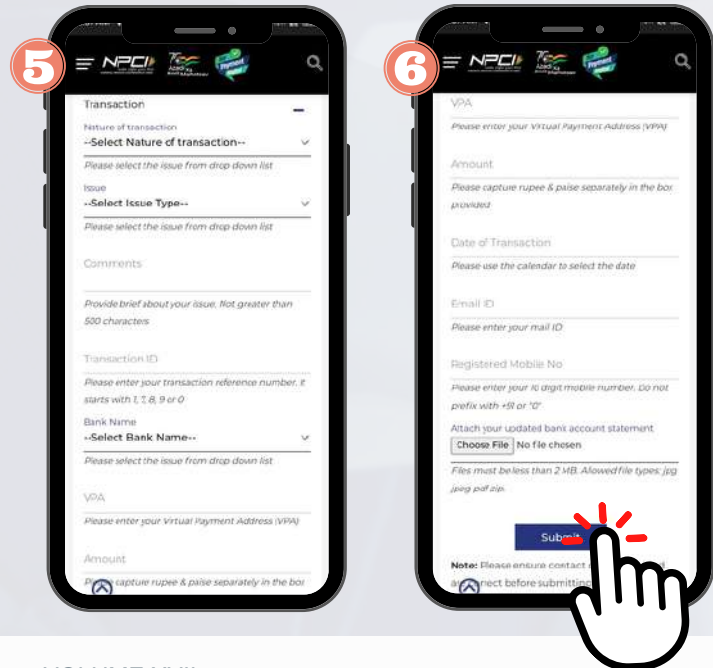 5
NPCI
Azadi Ka
Amrit Mahotsav
Transaction
Nature of transaction
--Select Nature of transaction--
Please select the issue from drop down list
Issue
--Select Issue Type--
Please select the issue from drop down list
Comments
Provide brief about your issue. Not greater than
500 characters
Transaction ID
Please enter your transaction reference number. It
starts with 1, 7, 8, 9 or 0
Bank Name
--Select Bank Name--
Please select the issue from drop down list
VPA
Please enter your Virtual Payment Address (VPA)
Amount
capture rupee & paise separately in the box
6
NPCI
Azadi Ka
Amrit Mahotsav
VPA
Please enter your Virtual Payment Address (VPA)
Amount
Please capture rupee & paise separately in the box
provided
Date of Transaction
Please use the calendar to select the date
Email ID
Please enter your mail ID
Registered Mobile No
Please enter your 10 digit mobile number. Do not
prefix with +91 or "0"
Attach your updated bank account statement
Choose File No file chosen
Files must be less than 2 MB. Allowed file types: jpg
jpeg pdf zip.
Submit
Note: Please ensure contact
correct before submitting